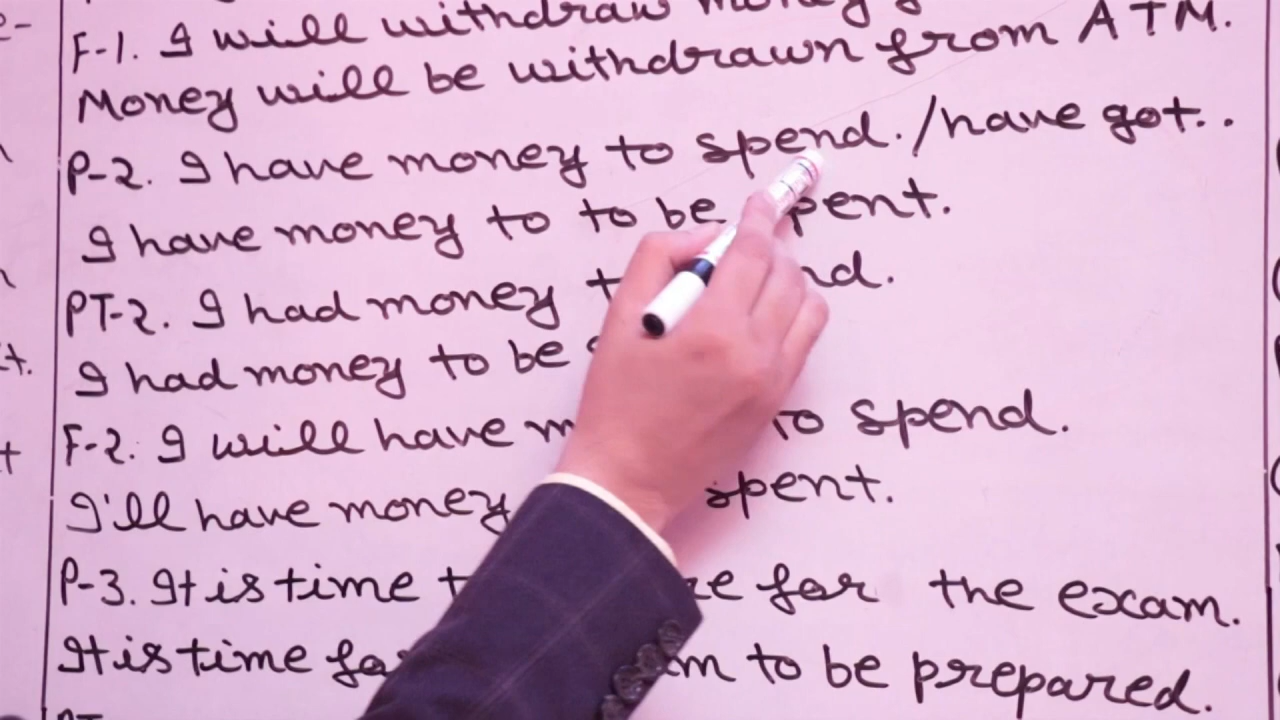 F-1. I will withdraw money
Money will be withdrawn from ATM.
P-2. I have money to spend. / have got..
I have money to to be spent.
PT-2. I had money
I had money to be
F-2. I will have to spend.
I'll have money spent.
P-3. It is time for the exam.
It is time to be prepared.